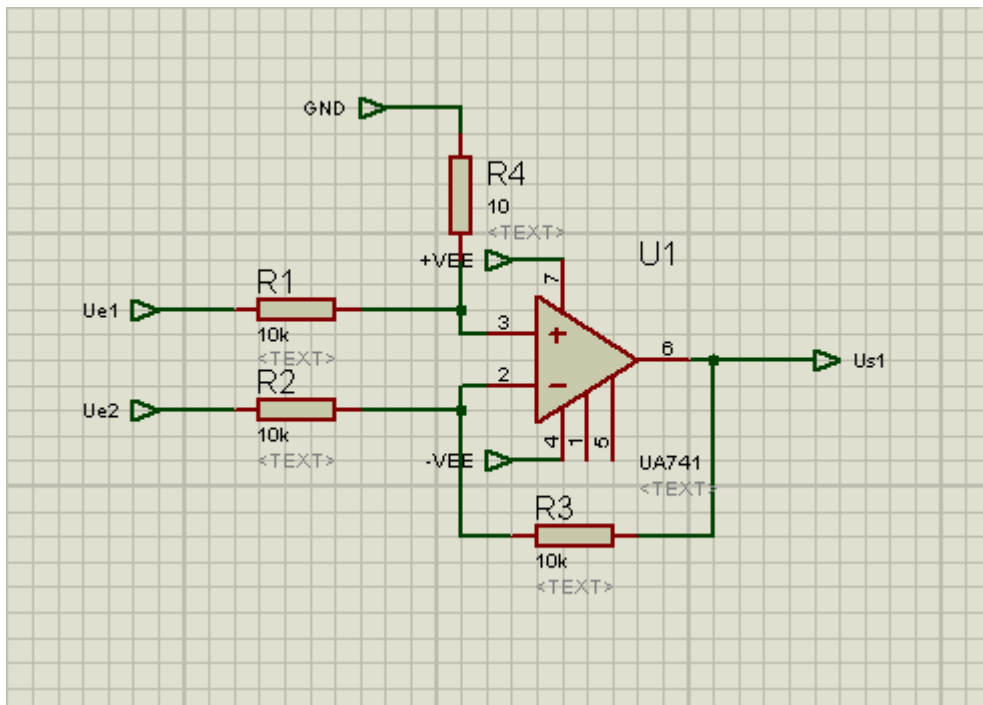 GND
R4
10
<TEXT>
+VEE
U1
7
R1
Ue1
10k
<TEXT>
3
+
6
Us1
R2
2
−
Ue2
10k
<TEXT>
4
1
5
-VEE
UA741
<TEXT>
R3
10k
<TEXT>